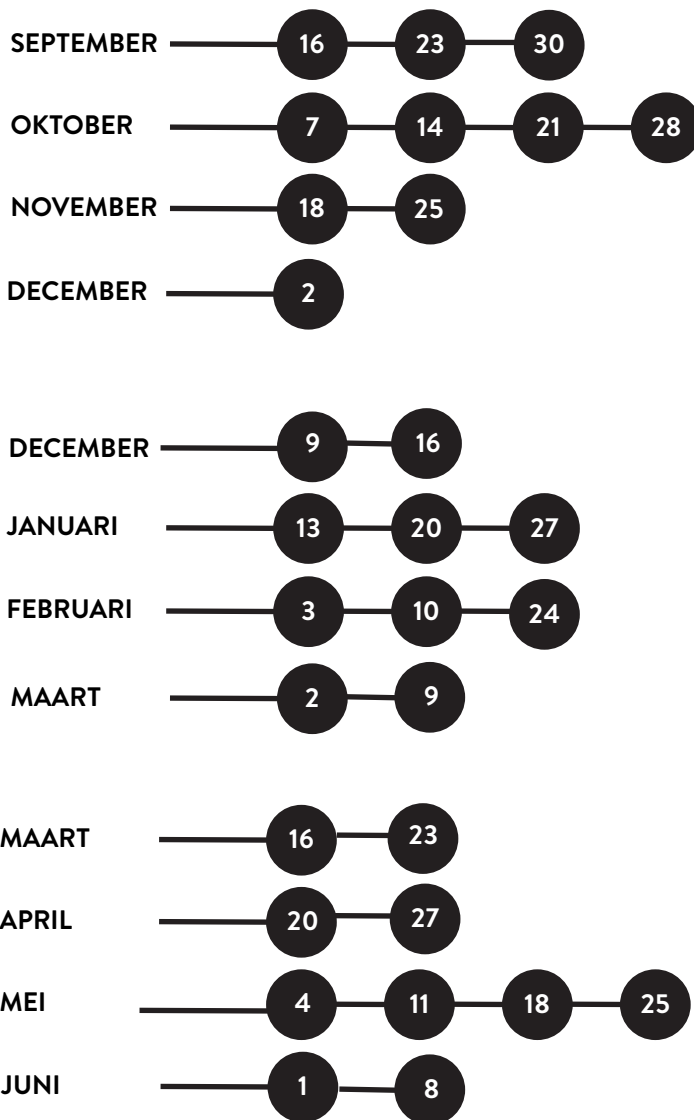 SEPTEMBER 16 23 30
OKTOBER 7 14 21 28
NOVEMBER 18 25
DECEMBER 2
DECEMBER 9 16
JANUARI 13 20 27
FEBRUARI 3 10 24
MAART 2 9
MAART 16 23
APRIL 20 27
MEI 4 11 18 25
JUNI 1 8